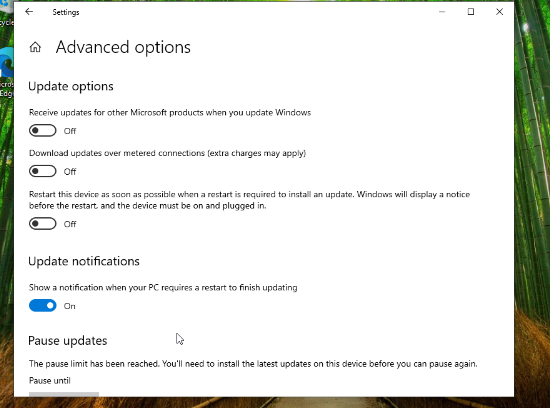 Settings
Advanced options
Update options
Receive updates for other Microsoft products when you update Windows
Off
Download updates over metered connections (extra charges may apply)
Off
Restart this device as soon as possible when a restart is required to install an update. Windows will display a notice
before the restart, and the device must be on and plugged in.
Off
Update notifications
Show a notification when your PC requires a restart to finish updating
On
Pause updates
The pause limit has been reached. You'll need to install the latest updates on this device before you can pause again.
Pause until